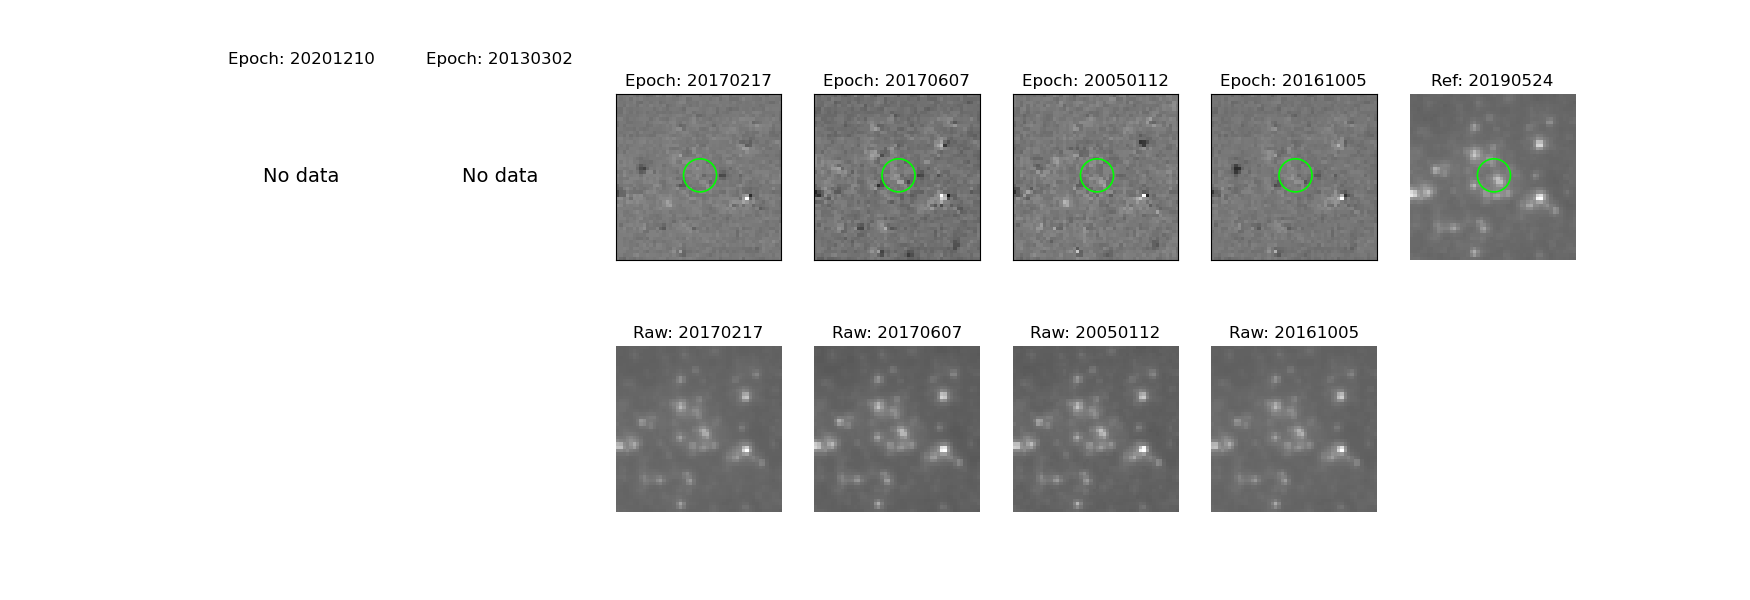 Epoch: 20201210
Epoch: 20130302
Epoch: 20170217
Epoch: 20170607
Epoch: 20050112
Epoch: 20161005
Ref: 20190524
No data
No data
Raw: 20170217
Raw: 20170607
Raw: 20050112
Raw: 20161005